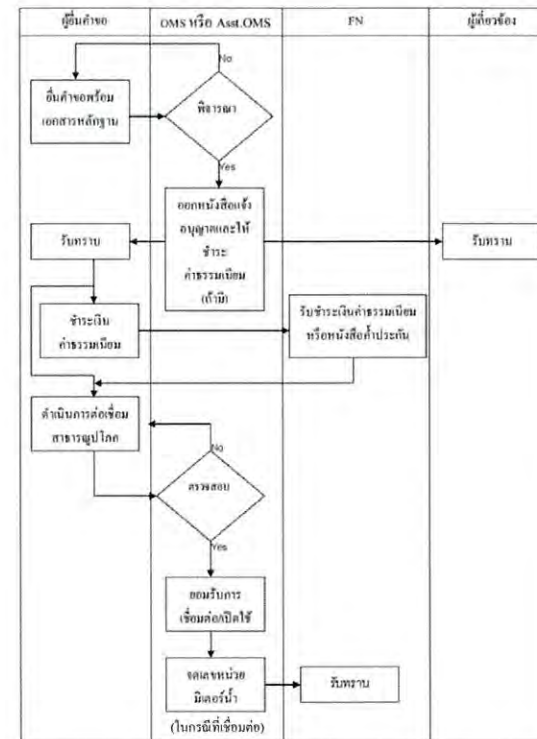 ผู้ยื่นคำขอ
OMS หรือ Asst.OMS
FN
ผู้เกี่ยวข้อง
No
ยื่นคำขอพร้อม
เอกสารหลักฐาน
พิจารณา
Yes
ออกหนังสือแจ้ง
อนุญาตและให้
ชำระ
ค่าธรรมเนียม
(ถ้ามี)
รับทราบ
รับทราบ
ชำระเงิน
ค่าธรรมเนียม
รับชำระเงินค่าธรรมเนียม
หรือหนังสือค้ำประกัน
ดำเนินการต่อเชื่อม
สาธารณูปโภค
No
ตรวจสอบ
Yes
ยอมรับการ
เชื่อมต่อ/เปิดใช้
จดเลขหน่วย
มิเตอร์น้ำ
รับทราบ
(ในกรณีที่เชื่อมต่อ)